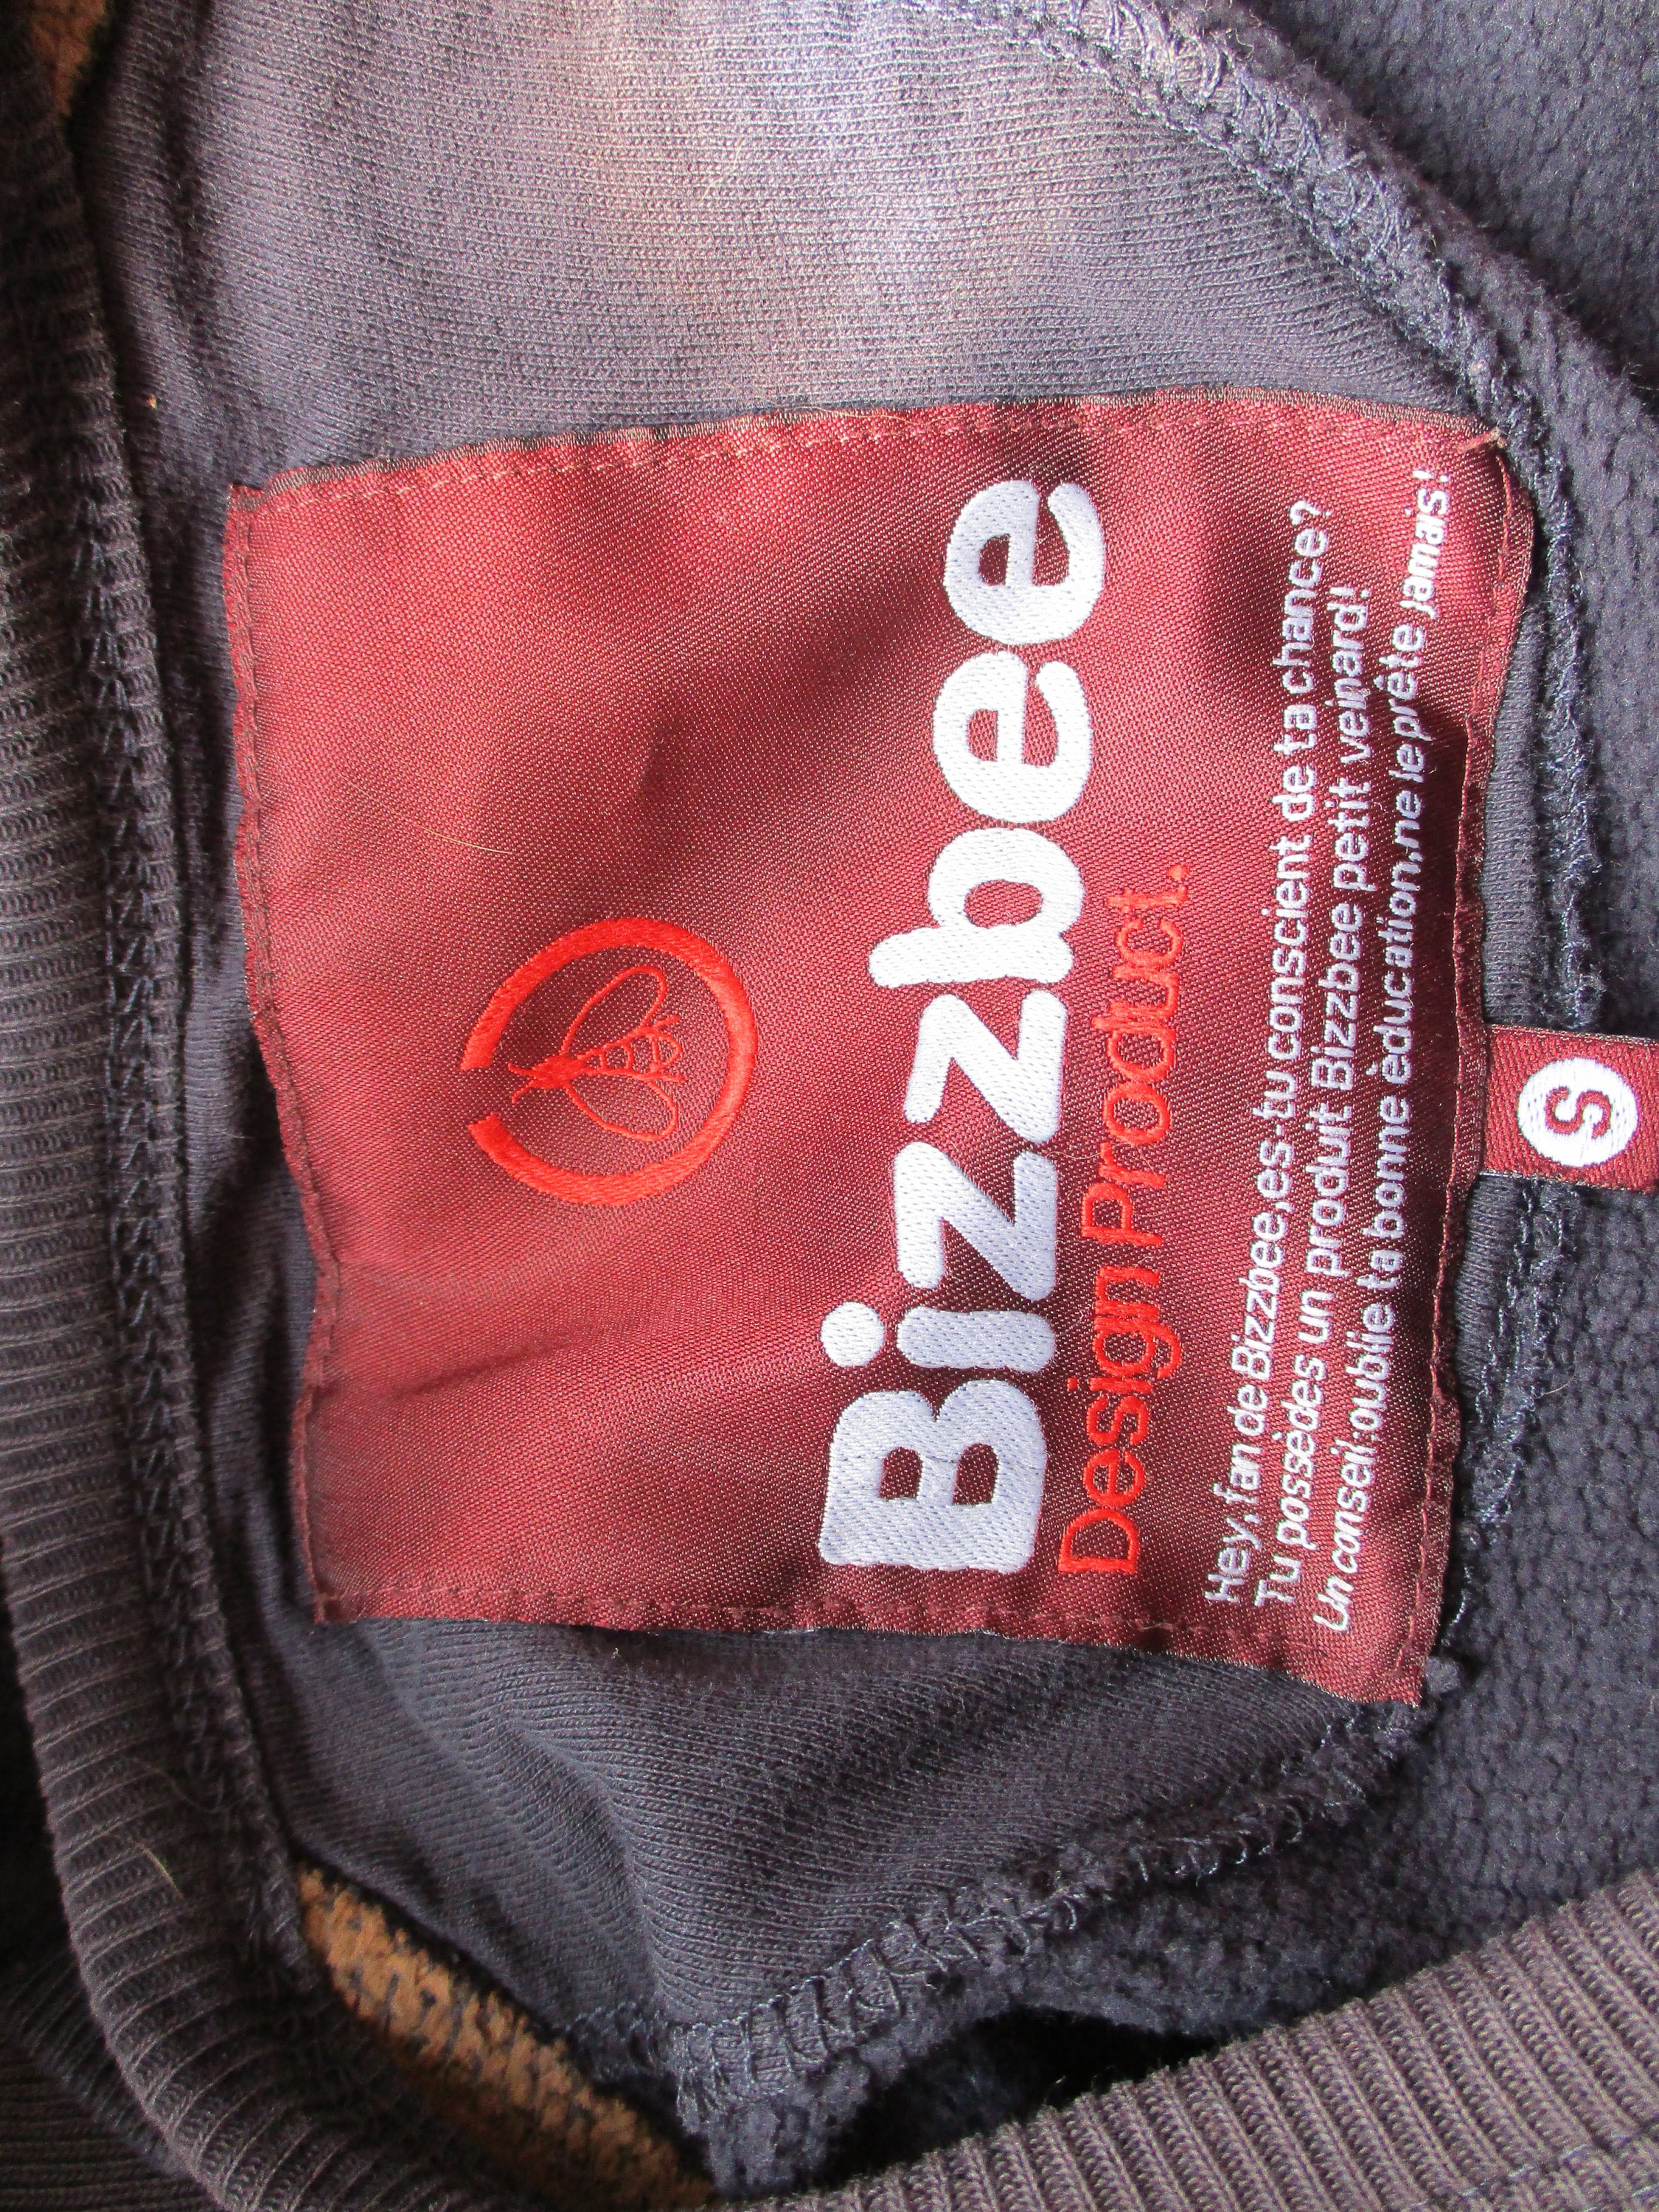 Bizzbee
Design Product.
Hey, fan de Bizzbee, es-tu conscient de ta chance?
Tu possèdes un produit Bizzbee petit veinard!
Un conseil: oublie ta bonne èducation, ne le prête jamais!
S